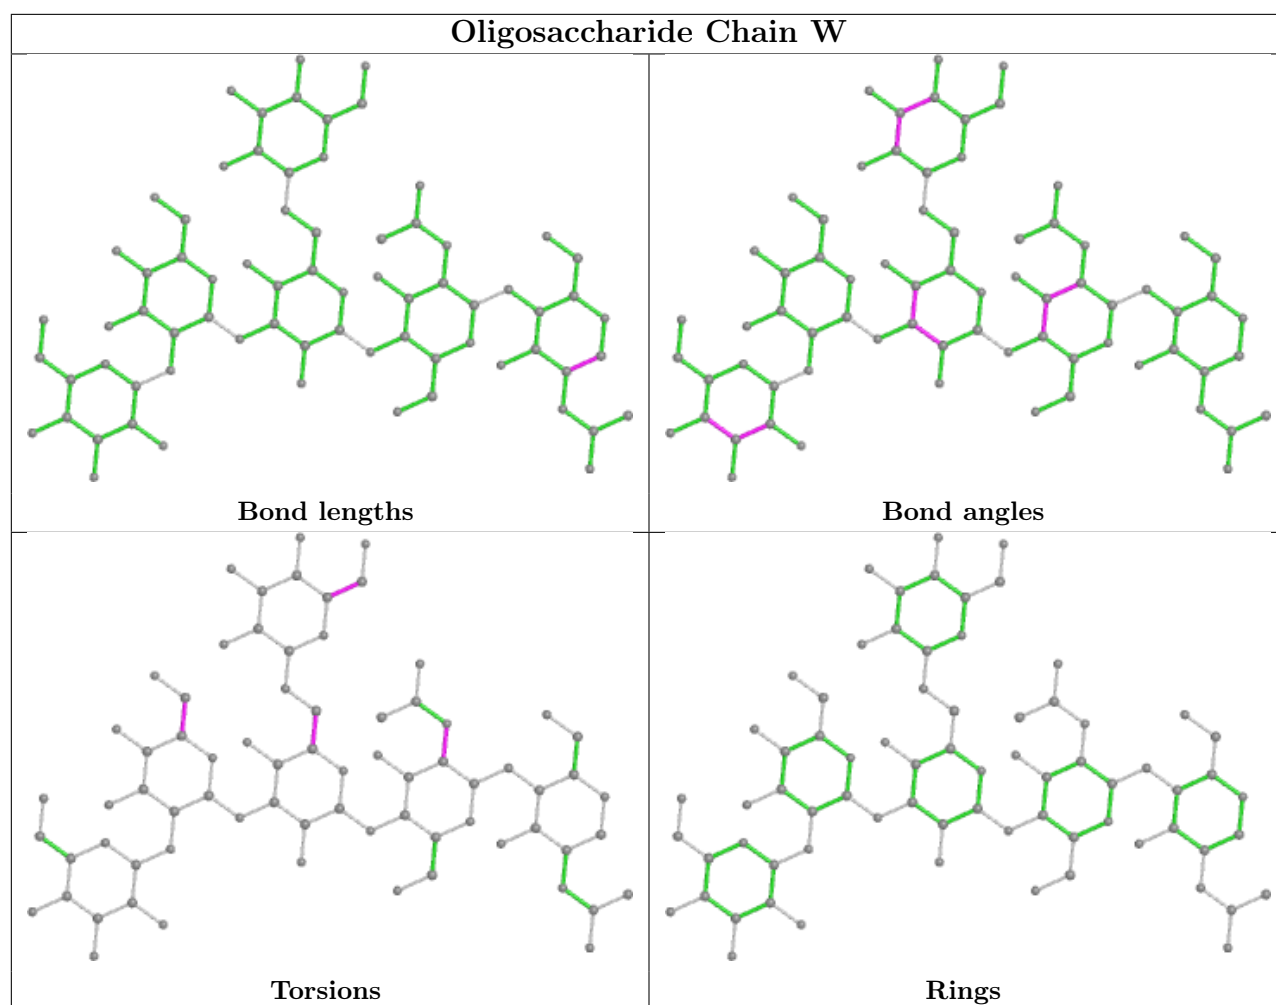 Oligosaccharide Chain W
Bond lengths
Bond angles
Torsions
Rings